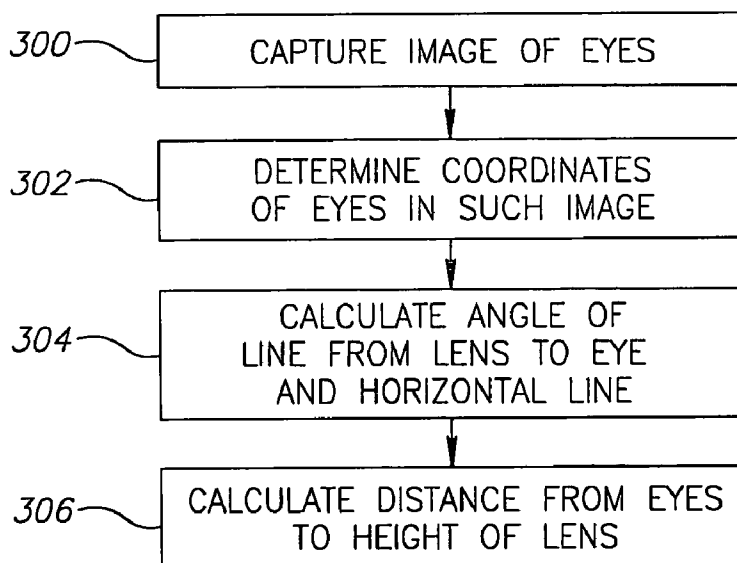 300
CAPTURE IMAGE OF EYES
302
DETERMINE COORDINATES
OF EYES IN SUCH IMAGE
304
CALCULATE ANGLE OF
LINE FROM LENS TO EYE
AND HORIZONTAL LINE
306
CALCULATE DISTANCE FROM EYES
TO HEIGHT OF LENS